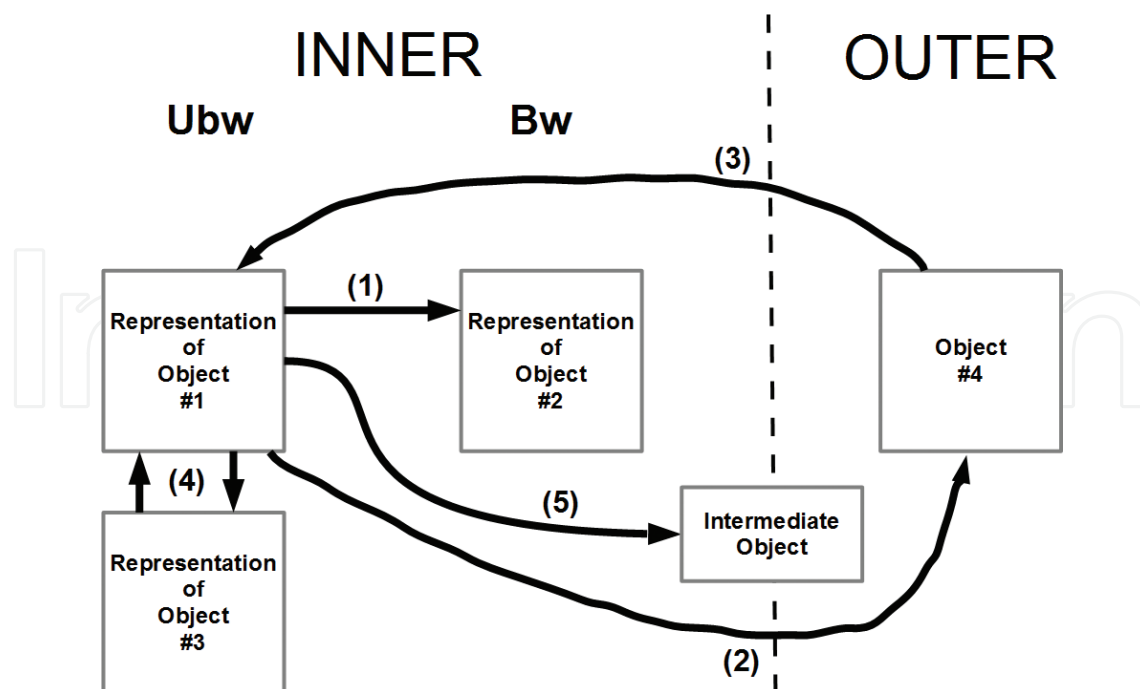 INNER
OUTER
Ubw
Bw
(3)
(1)
Representation
of
Object
#1
Representation
of
Object
#2
Object
#4
(4)
(5)
Intermediate
Object
Representation
of
Object
#3
(2)